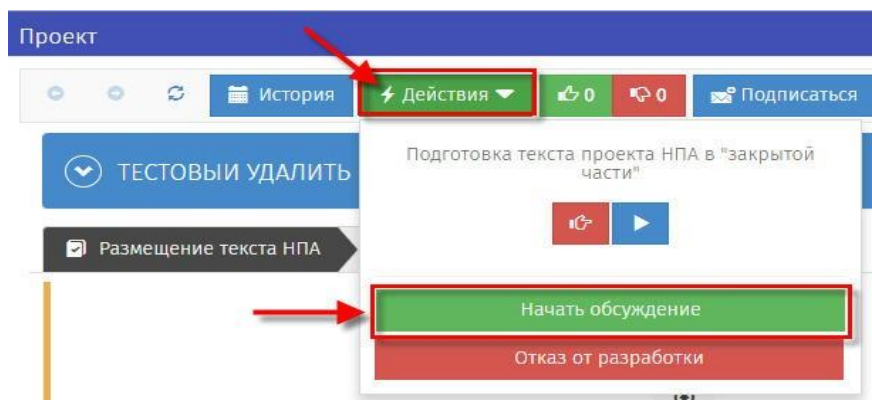 Проект
История
Действия
0
0
Подписаться
ТЕСТОВЫИ УДАЛИТЬ
Подготовка текста проекта НПА в "закрытой
части"
Размещение текста НПА
Начать обсуждение
Отказ от разработки